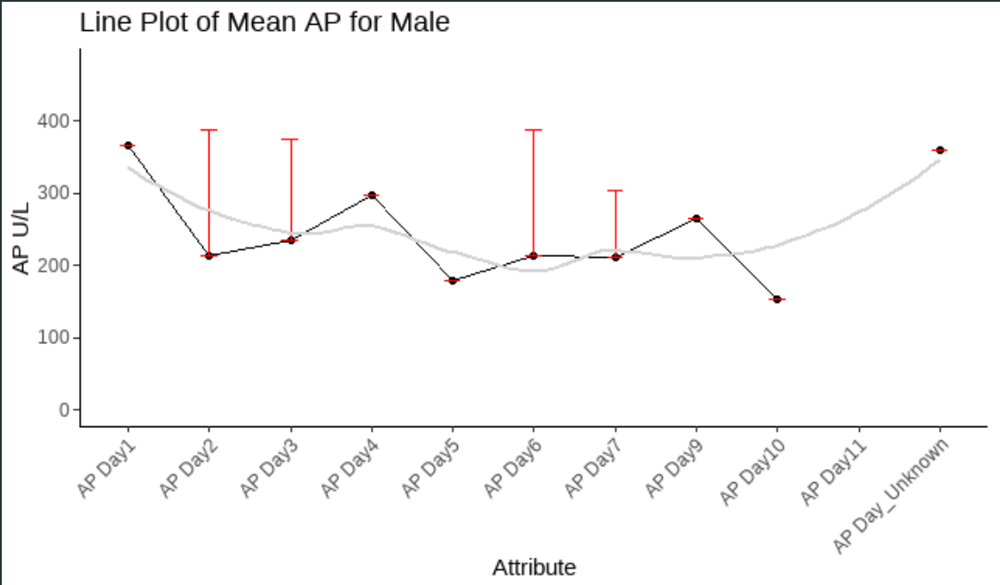 Line Plot of Mean AP for Male
AP U/L
400
300
200
100
0
AP Day1
AP Day2
AP Day3
AP Day4
AP Day5
AP Day6
AP Day7
AP Day9
AP Day10
AP Day11
AP Day_Unknown
Attribute